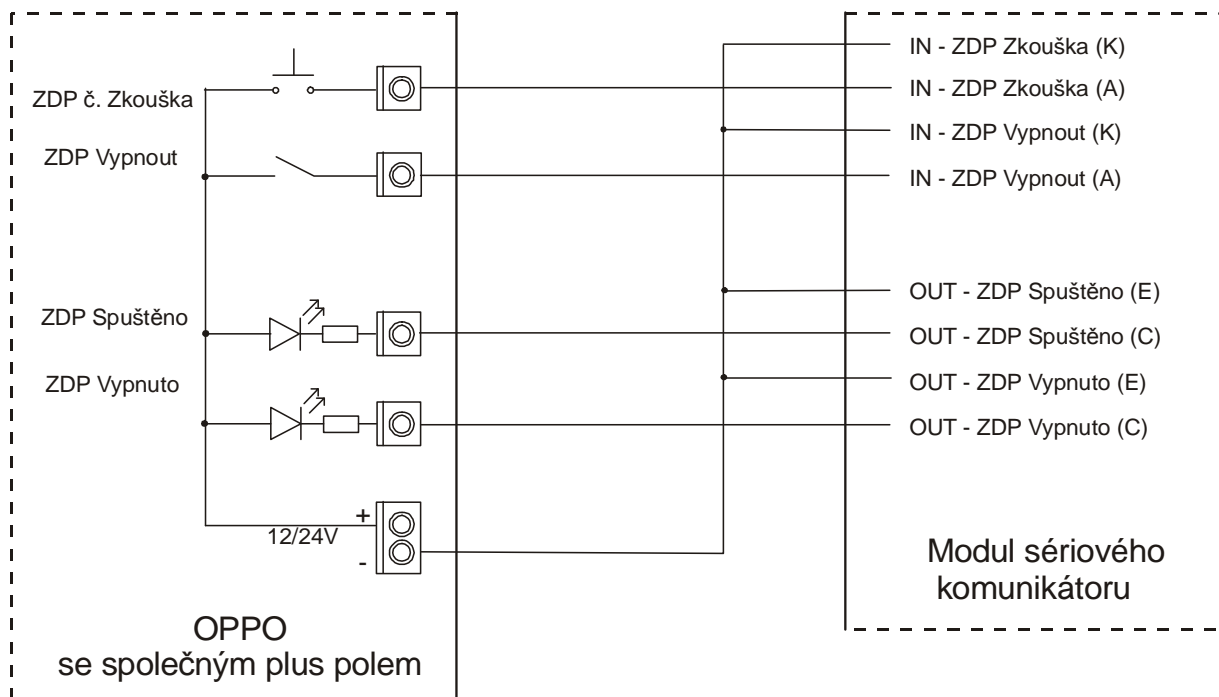 ZDP č. Zkouška
ZDP Vypnout
ZDP Spuštěno
ZDP Vypnuto
+
12/24V
-
OPPO
se společným plus polem
IN - ZDP Zkouška (K)
IN - ZDP Zkouška (A)
IN - ZDP Vypnout (K)
IN - ZDP Vypnout (A)
OUT - ZDP Spuštěno (E)
OUT - ZDP Spuštěno (C)
OUT - ZDP Vypnuto (E)
OUT - ZDP Vypnuto (C)
Modul sériového
komunikátoru